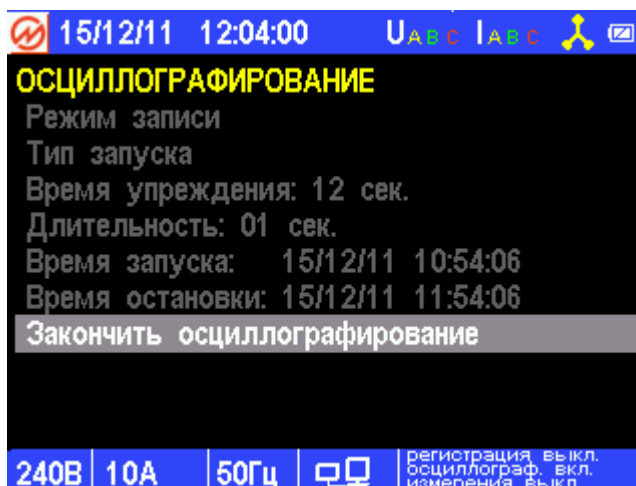 15/12/11 12:04:00 UABC IABC
ОСЦИЛЛОГРАФИРОВАНИЕ
Режим записи
Тип запуска
Время упреждения: 12 сек.
Длительность: 01 сек.
Время запуска: 15/12/11 10:54:06
Время остановки: 15/12/11 11:54:06
Закончить осциллографирование
240В 10А 50Гц
регистрация выкл.
осциллограф. вкл.
измерения выкл